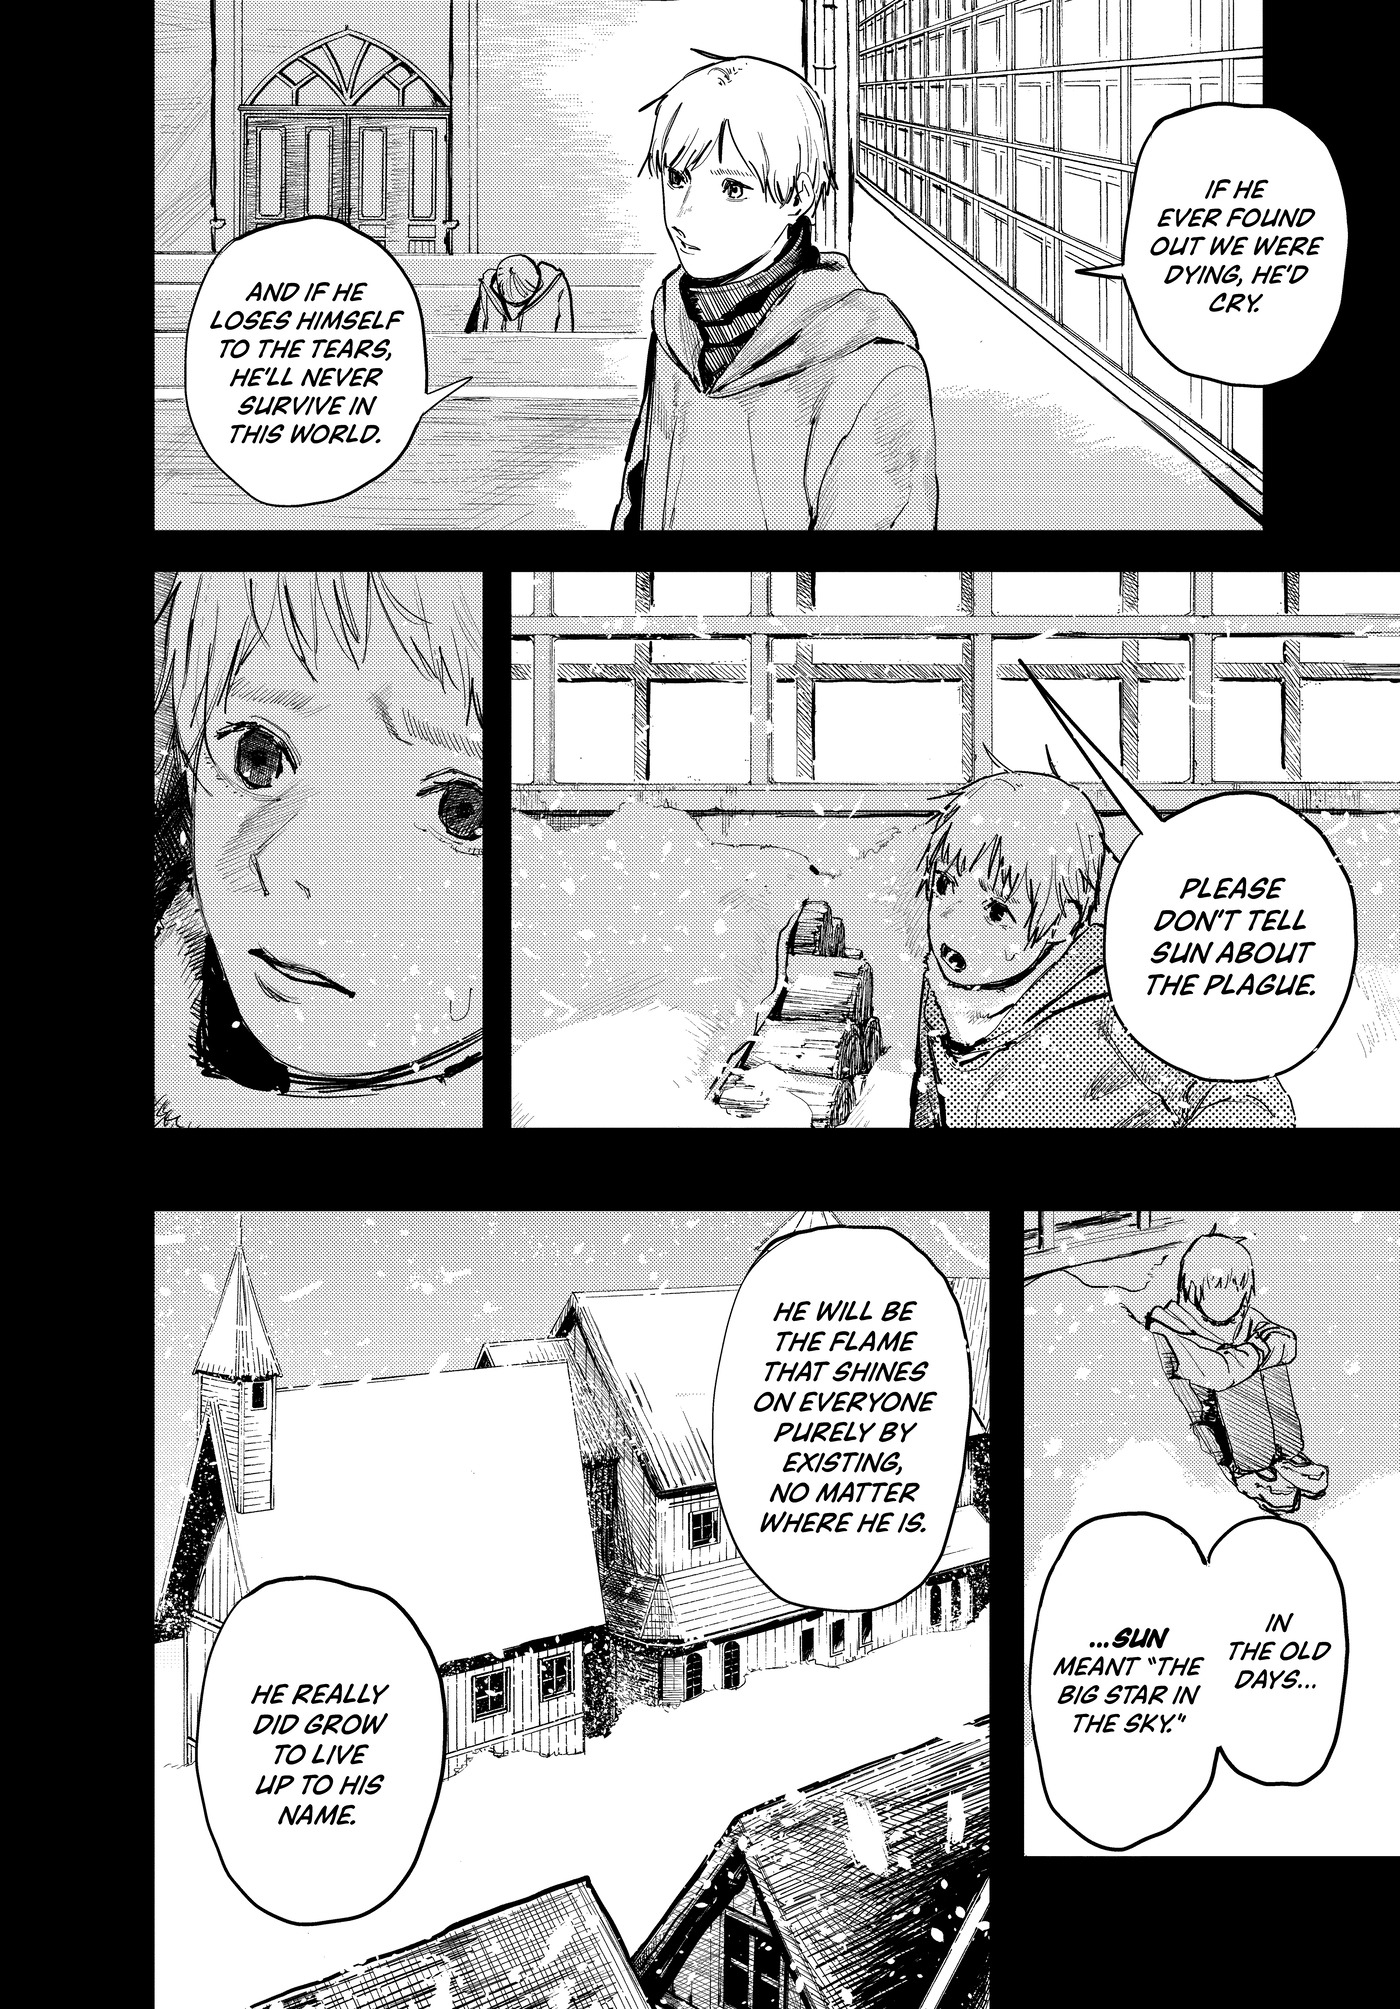 IF HE
EVER FOUND
OUT WE WERE
DYING, HE'D
CRY.
AND IF HE
LOSES HIMSELF
TO THE TEARS,
HE'LL NEVER
SURVIVE IN
THIS WORLD.
PLEASE
DON'T TELL
SUN ABOUT
THE PLAGUE.
IN
THE OLD
DAYS...
...SUN
MEANT "THE
BIG STAR IN
THE SKY."
HE WILL BE
THE FLAME
THAT SHINES
ON EVERYONE
PURELY BY
EXISTING,
NO MATTER
WHERE HE IS.
HE REALLY
DID GROW
TO LIVE
UP TO HIS
NAME.